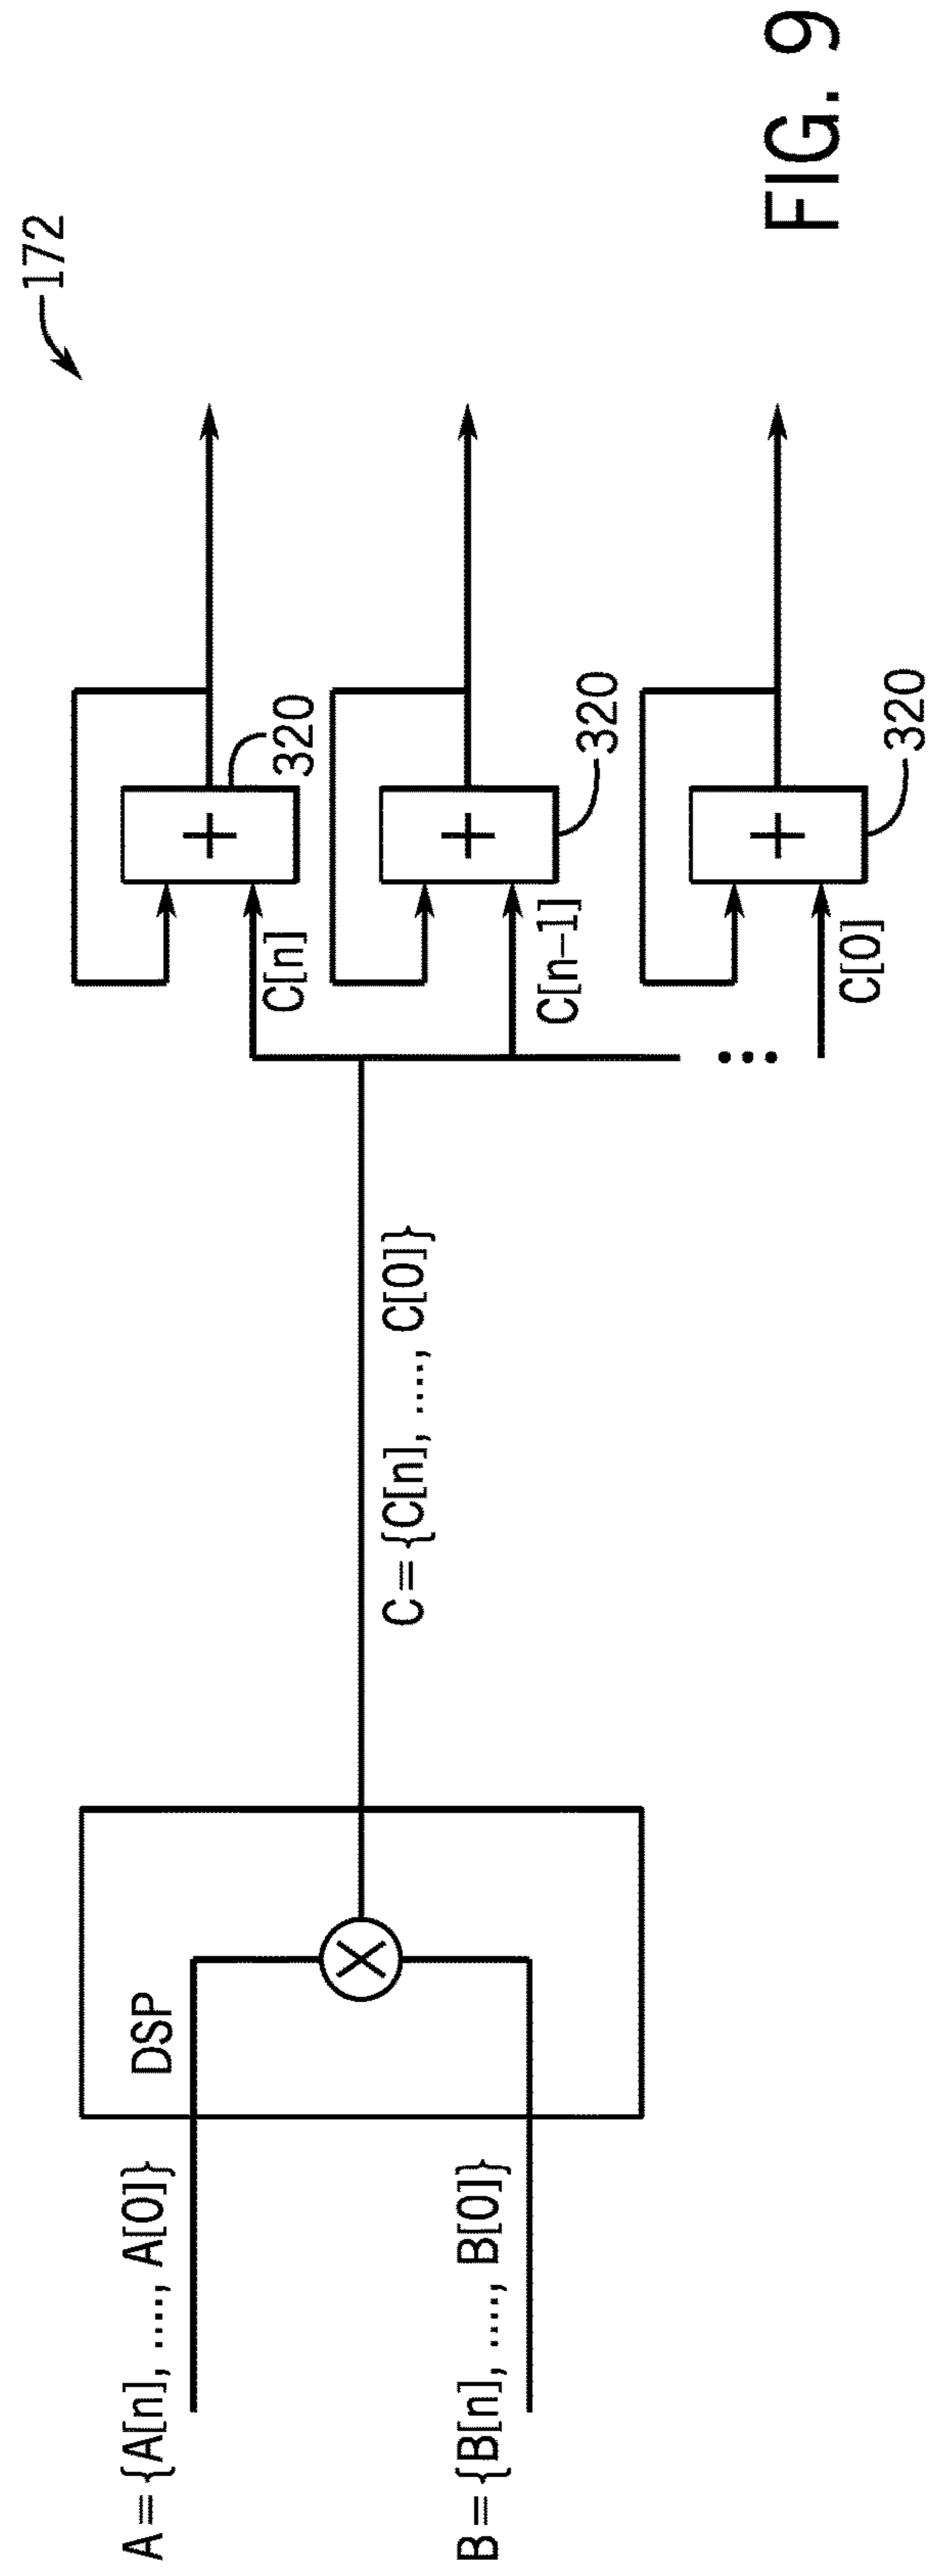 172
A={A[n], ...., A[0]}
DSP
B={B[n], ...., B[0]}
C={C[n], ...., C[0]}
C[n]
320
C[n–1]
320
C[0]
320
FIG. 9